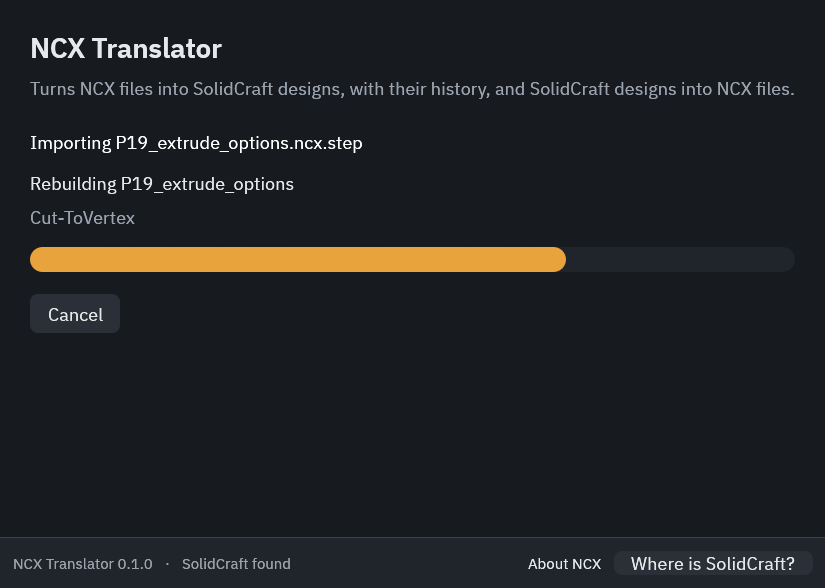 NCX Translator
Turns NCX files into SolidCraft designs, with their history, and SolidCraft designs into NCX files.
Importing P19_extrude_options.ncx.step
Rebuilding P19_extrude_options
Cut-ToVertex
Cancel
NCX Translator 0.1.0 · SolidCraft found About NCX Where is SolidCraft?